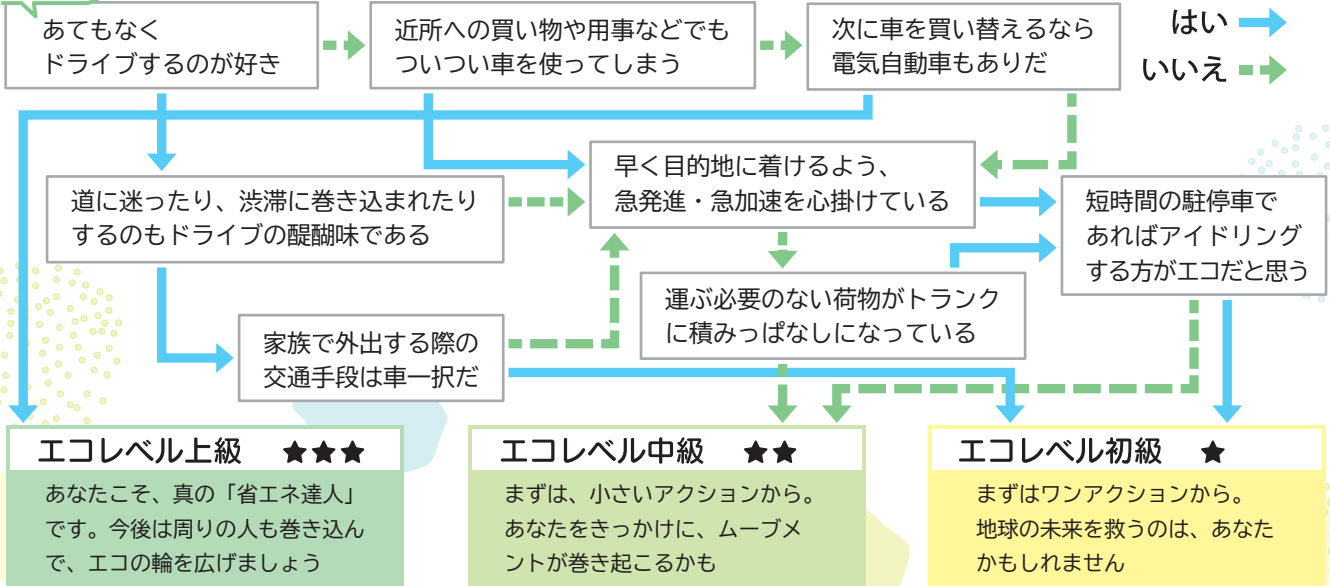 あてもなく
ドライブするのが好き
近所への買い物や用事などでも
ついつい車を使ってしまう
次に車を買い替えるなら
電気自動車もありだ
はい
いいえ
早く目的地に着けるよう、
急発進・急加速を心掛けている
道に迷ったり、渋滞に巻き込まれたり
するのもドライブの醍醐味である
短時間の駐停車で
あればアイドリング
する方がエコだと思う
運ぶ必要のない荷物がトランク
に積みっぱなしになっている
家族で外出する際の
交通手段は車一択だ
エコレベル上級 ★★★
あなたこそ、真の「省エネ達人」
です。今後は周りの人も巻き込ん
で、エコの輪を広げましょう
エコレベル中級 ★★
まずは、小さいアクションから。
あなたをきっかけに、ムーブメ
ントが巻き起こるかも
エコレベル初級 ★
まずはワンアクションから。
地球の未来を救うのは、あなた
かもしれません